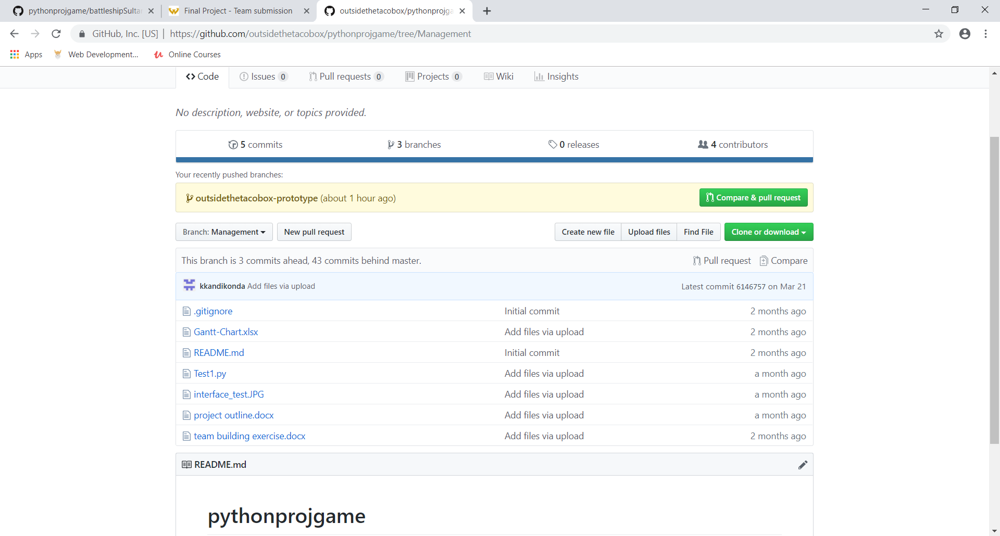 pythonprojgame/battleshipSultan
Final Project - Team submission
outsidethetacobox/pythonprojga
GitHub, Inc. [US] | https://github.com/outsidethetacobox/pythonprojgame/tree/Management
Apps Web Development... Online Courses
Code Issues 0 Pull requests 0 Projects 0 Wiki Insights
No description, website, or topics provided.
5 commits 3 branches 0 releases 4 contributors
Your recently pushed branches:
outsidethetacobox-prototype (about 1 hour ago) Compare & pull request
Branch: Management New pull request Create new file Upload files Find File Clone or download
This branch is 3 commits ahead, 43 commits behind master. Pull request Compare
kkandikonda Add files via upload Latest commit 6146757 on Mar 21
.gitignore Initial commit 2 months ago
Gantt-Chart.xlsx Add files via upload 2 months ago
README.md Initial commit 2 months ago
Test1.py Add files via upload a month ago
interface_test.JPG Add files via upload a month ago
project outline.docx Add files via upload a month ago
team building exercise.docx Add files via upload 2 months ago
README.md
pythonprojgame